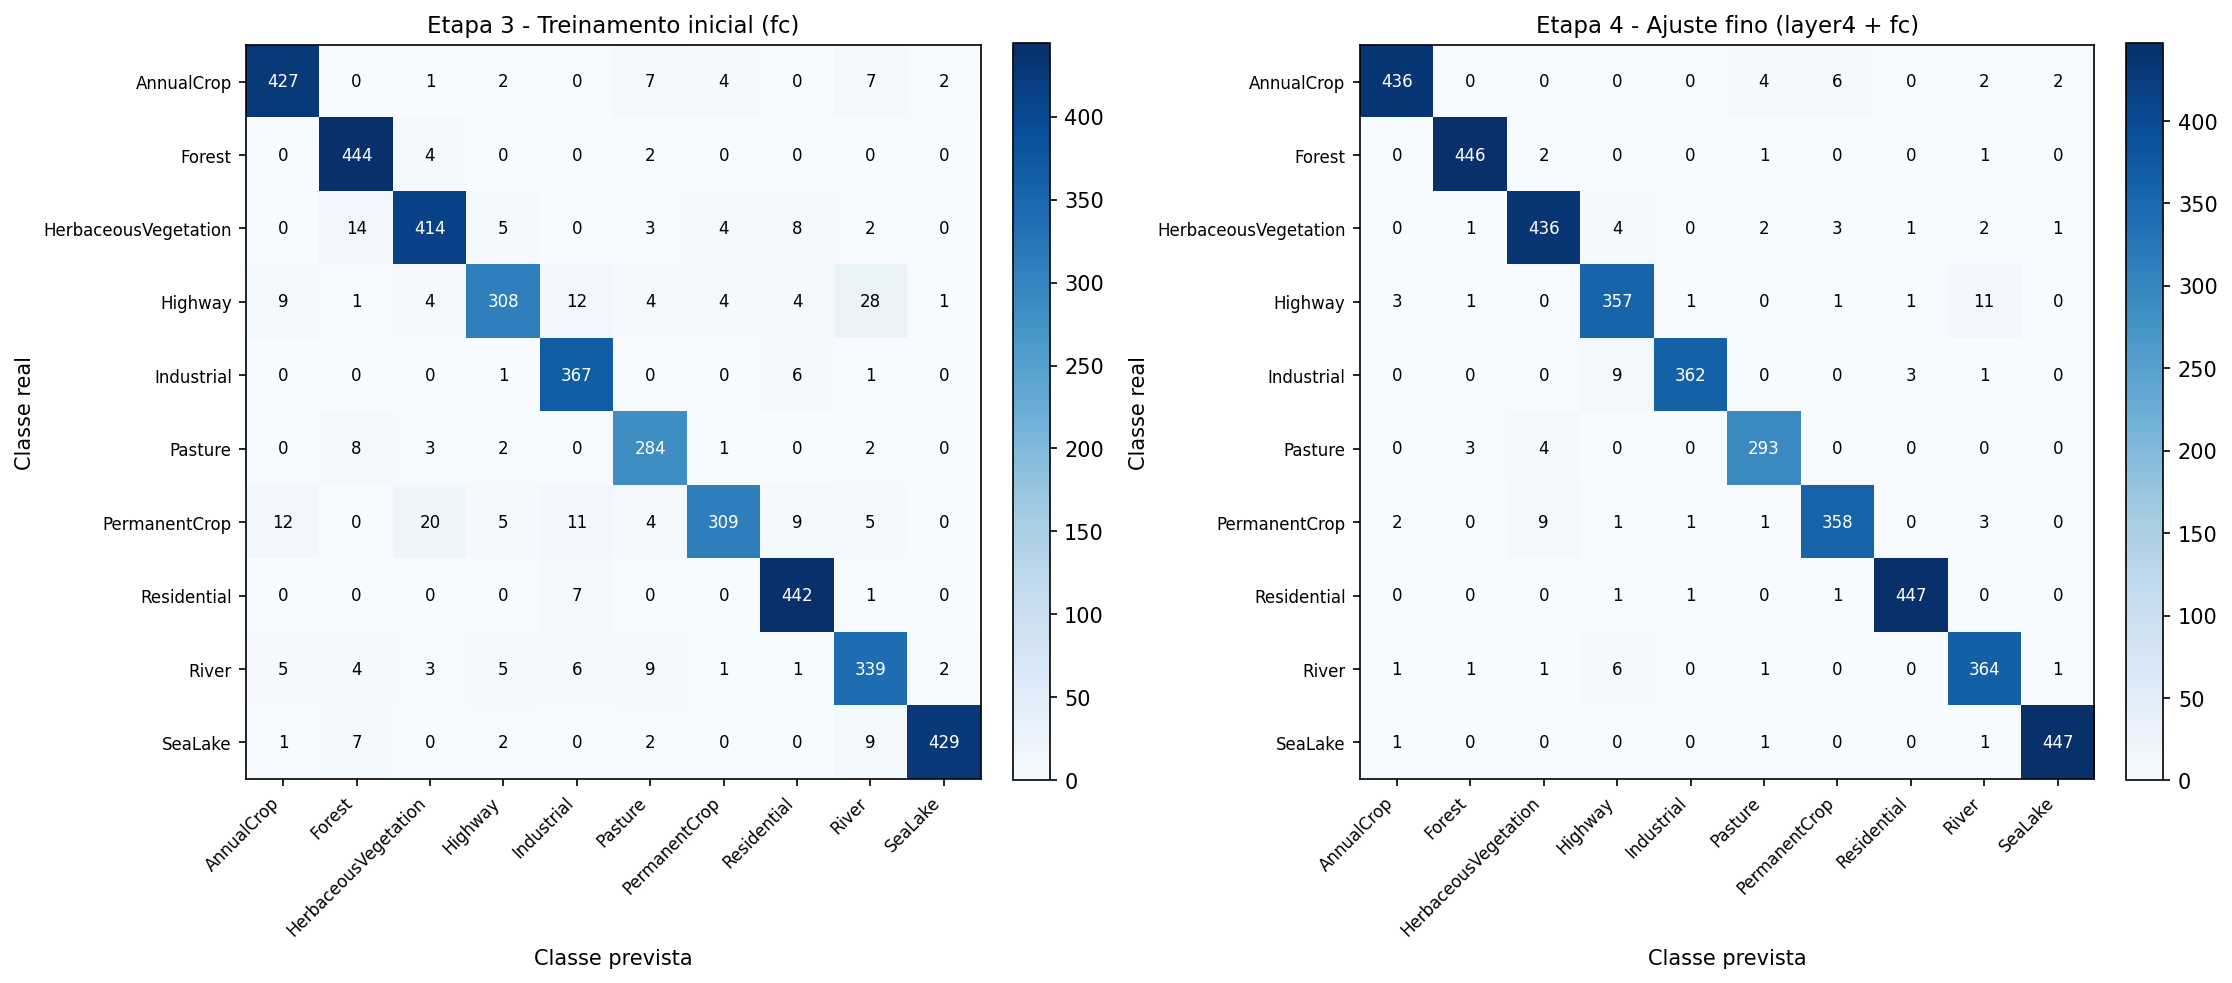 Etapa 3 - Treinamento inicial (fc)
Classe real
AnnualCrop 427 0 1 2 0 7 4 0 7 2
Forest 0 444 4 0 0 2 0 0 0 0
HerbaceousVegetation 0 14 414 5 0 3 4 8 2 0
Highway 9 1 4 308 12 4 4 4 28 1
Industrial 0 0 0 1 367 0 0 6 1 0
Pasture 0 8 3 2 0 284 1 0 2 0
PermanentCrop 12 0 20 5 11 4 309 9 5 0
Residential 0 0 0 0 7 0 0 442 1 0
River 5 4 3 5 6 9 1 1 339 2
SeaLake 1 7 0 2 0 2 0 0 9 429
AnnualCrop
Forest
HerbaceousVegetation
Highway
Industrial
Pasture
PermanentCrop
Residential
River
SeaLake
Classe prevista
400
350
300
250
200
150
100
50
0
Etapa 4 - Ajuste fino (layer4 + fc)
Classe real
AnnualCrop 436 0 0 0 0 4 6 0 2 2
Forest 0 446 2 0 0 1 0 0 1 0
HerbaceousVegetation 0 1 436 4 0 2 3 1 2 1
Highway 3 1 0 357 1 0 1 1 11 0
Industrial 0 0 0 9 362 0 0 3 1 0
Pasture 0 3 4 0 0 293 0 0 0 0
PermanentCrop 2 0 9 1 1 1 358 0 3 0
Residential 0 0 0 1 1 0 1 447 0 0
River 1 1 1 6 0 1 0 0 364 1
SeaLake 1 0 0 0 0 1 0 0 1 447
AnnualCrop
Forest
HerbaceousVegetation
Highway
Industrial
Pasture
PermanentCrop
Residential
River
SeaLake
Classe prevista
400
350
300
250
200
150
100
50
0